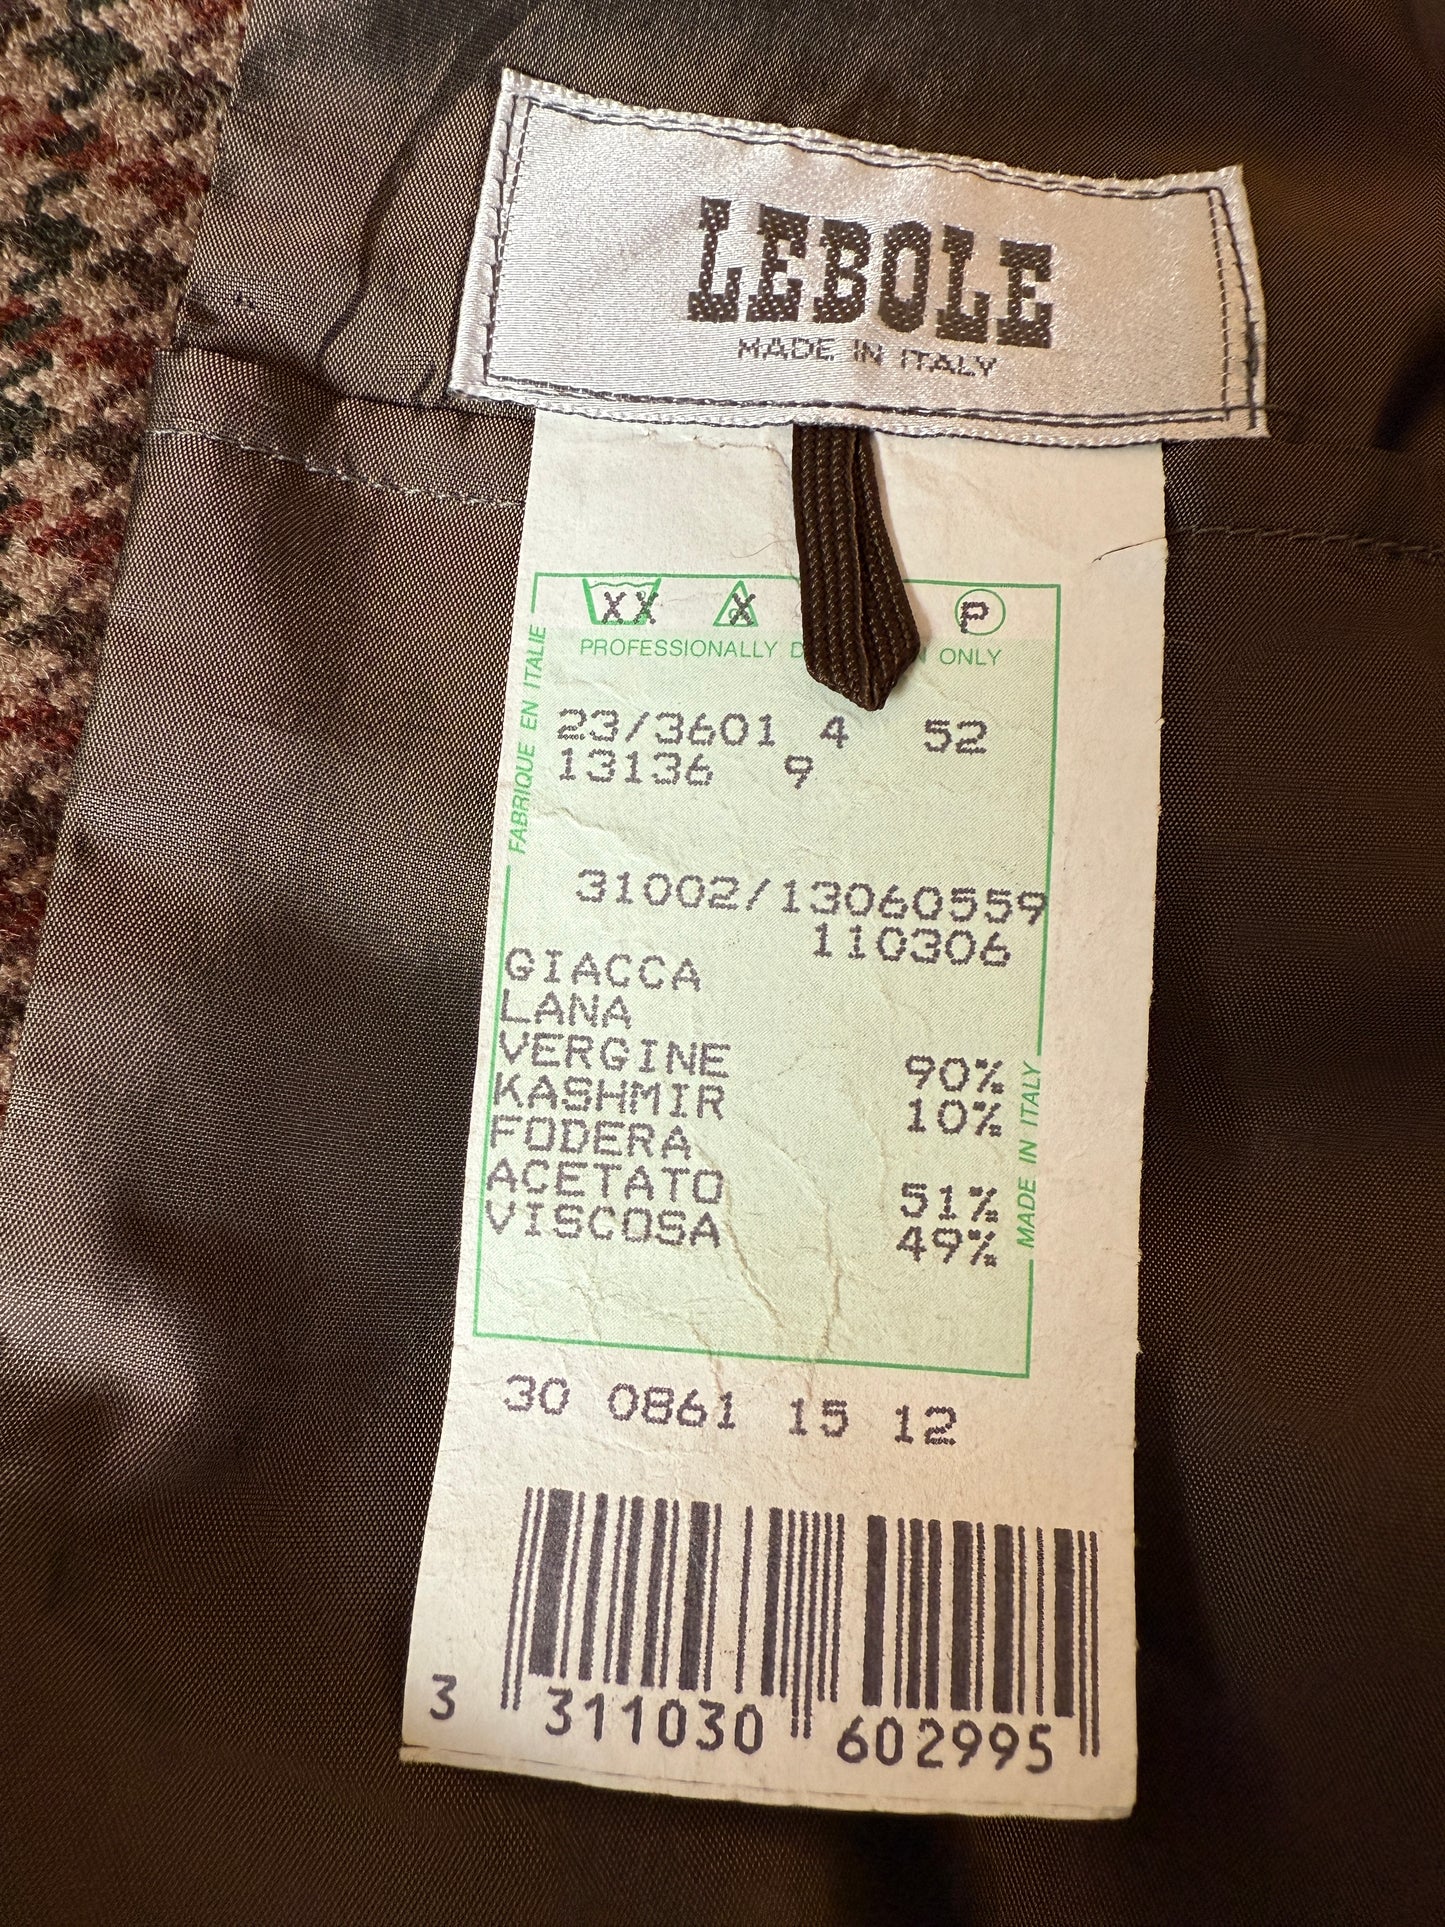 LEBOLE
MADE IN ITALY
XX X P
PROFESSIONALLY ONLY
FABRIQUE EN ITALIE
23/3601 4 52
13136 9
31002/13060559
110306
GIACCA
LANA
VERGINE 90%
KASHMIR 10%
FODERA
ACETATO 51%
VISCOSA 49%
MADE IN ITALY
30 0861 15 12
3 311030 602995